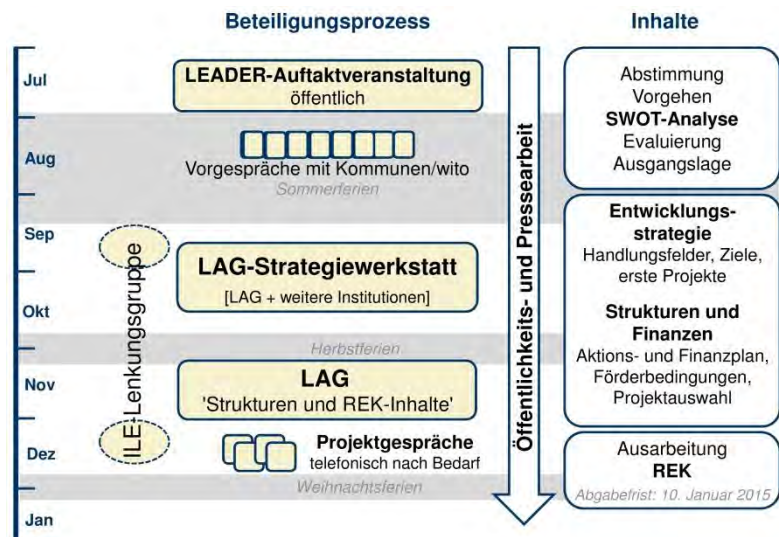 Beteiligungsprozess
Inhalte
Jul
Aug
Sep
Okt
Nov
Dez
Jan
LEADER-Auftaktveranstaltung
öffentlich
Vorgespräche mit Kommunen/wito
Sommerferien
ILE-Lenkungsgruppe
LAG-Strategiewerkstatt
[LAG + weitere Institutionen]
Herbstferien
LAG
'Strukturen und REK-Inhalte'
Projektgespräche
telefonisch nach Bedarf
Weihnachtsferien
Öffentlichkeits- und Pressearbeit
Abstimmung
Vorgehen
SWOT-Analyse
Evaluierung
Ausgangslage
Entwicklungs-
strategie
Handlungsfelder, Ziele,
erste Projekte
Strukturen und
Finanzen
Aktions- und Finanzplan,
Förderbedingungen,
Projektauswahl
Ausarbeitung
REK
Abgabefrist: 10. Januar 2015